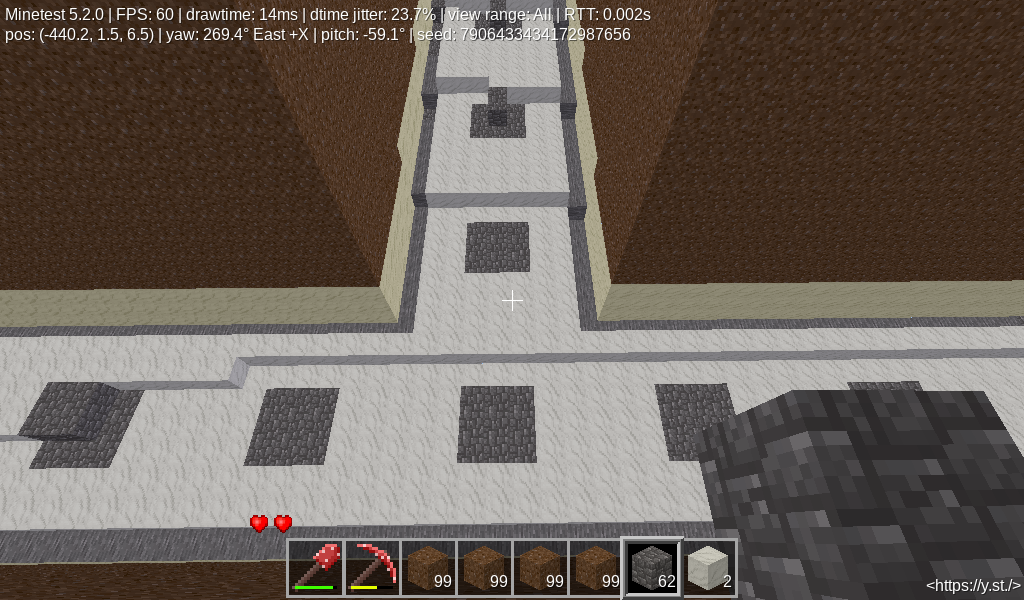 Minetest 5.2.0 | FPS: 60 | drawtime: 14ms | dtime jitter: 23.7% | view range: All | RTT: 0.002s
pos: (-440.2, 1.5, 6.5) | yaw: 269.4° East +X | pitch: -59.1° | seed: 7906433434172987656
99 99 99 99 62 2
<https://y.st./>